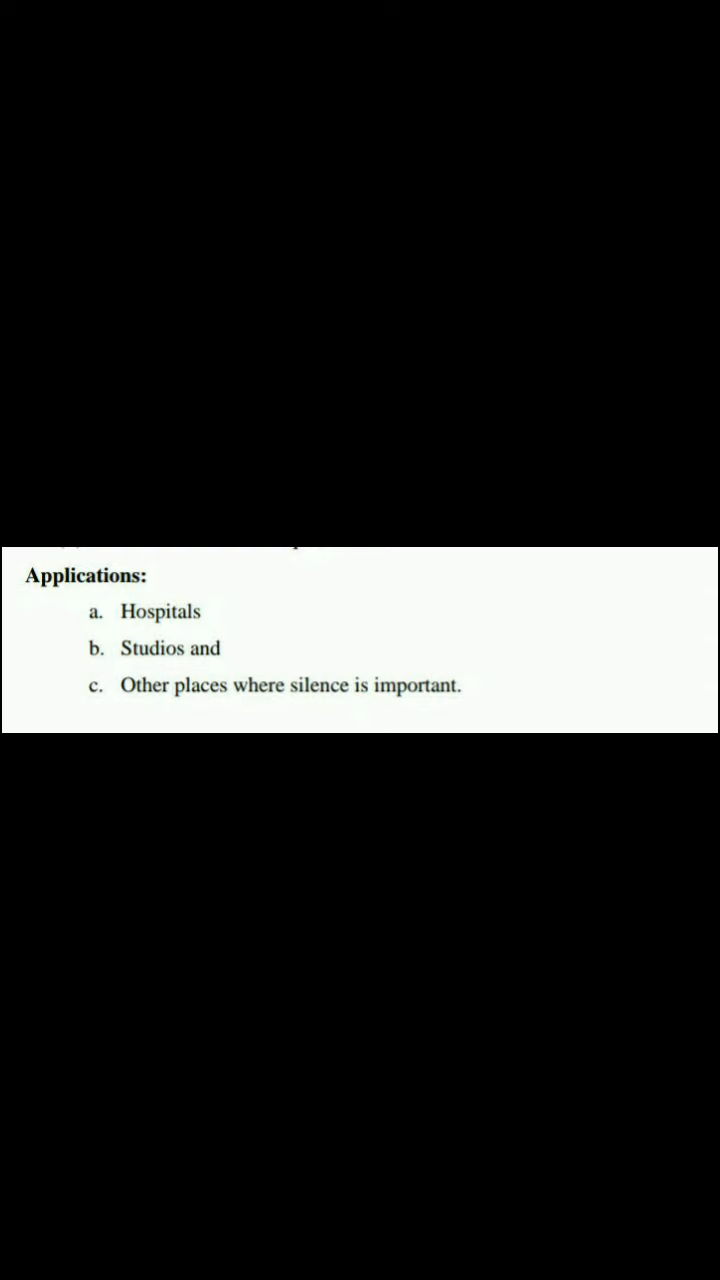 Applications:
a. Hospitals
b. Studios and
c. Other places where silence is important.